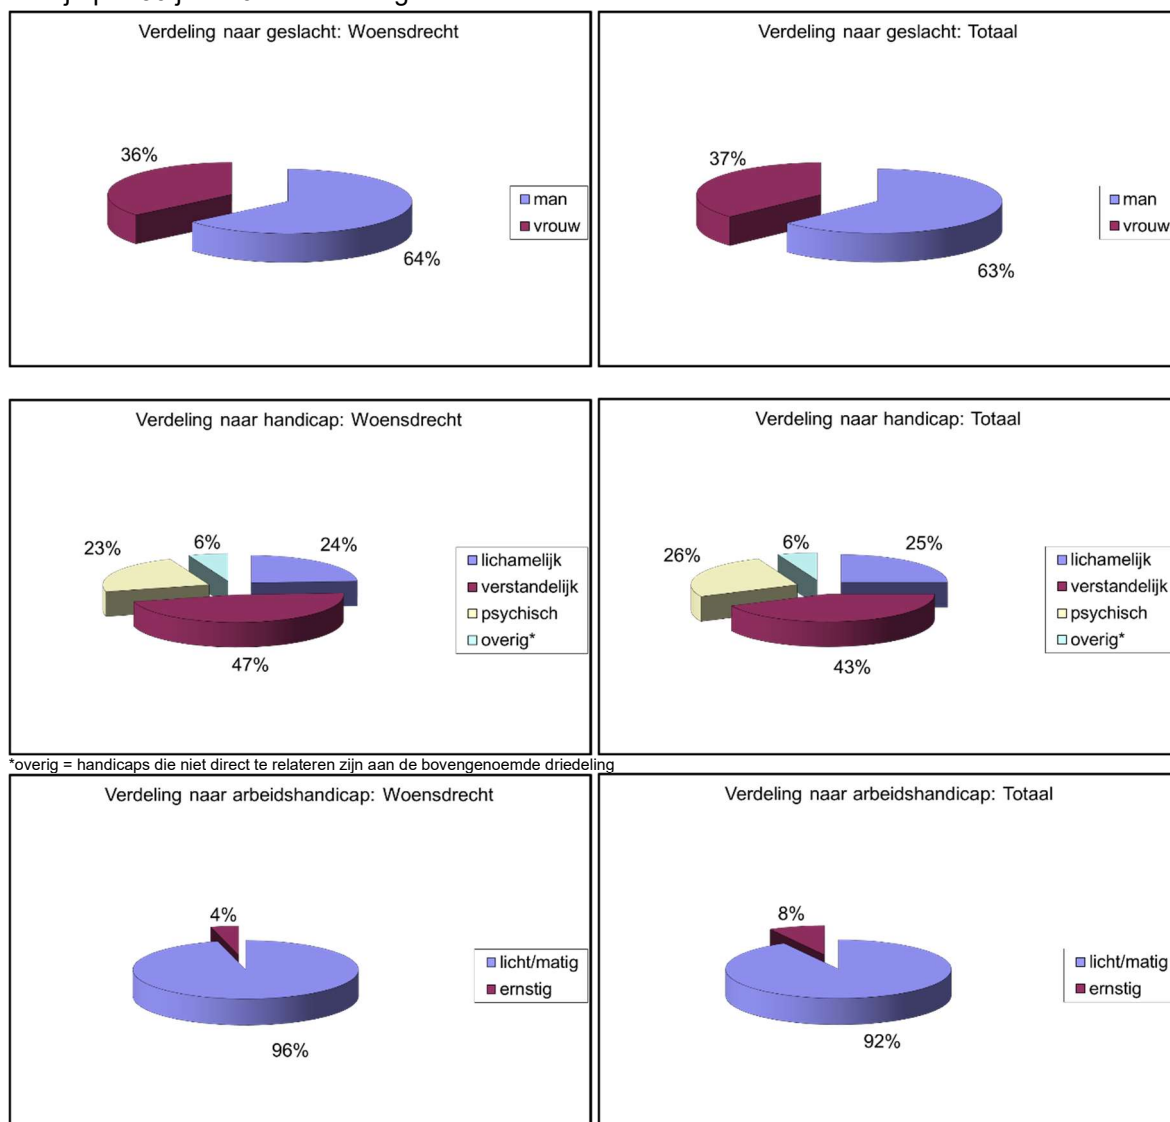 Verdeling naar geslacht: Woensdrecht
36%
64%
man
vrouw
Verdeling naar geslacht: Totaal
37%
63%
man
vrouw
Verdeling naar handicap: Woensdrecht
23%
6%
24%
47%
lichamelijk
verstandelijk
psychisch
overig*
Verdeling naar handicap: Totaal
26%
6%
25%
43%
lichamelijk
verstandelijk
psychisch
overig*
*overig = handicaps die niet direct te relateren zijn aan de bovengenoemde driedeling
Verdeling naar arbeidshandicap: Woensdrecht
4%
96%
licht/matig
ernstig
Verdeling naar arbeidshandicap: Totaal
8%
92%
licht/matig
ernstig